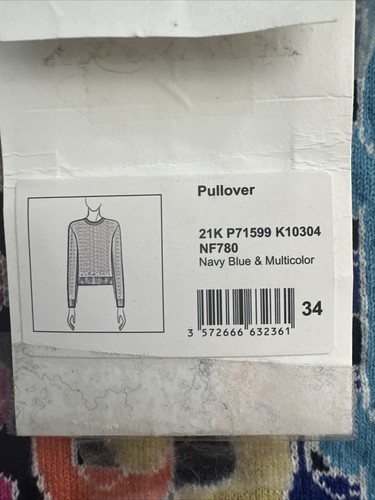 Pullover
21K P71599 K10304
NF780
Navy Blue & Multicolor
34
3 572666 632361